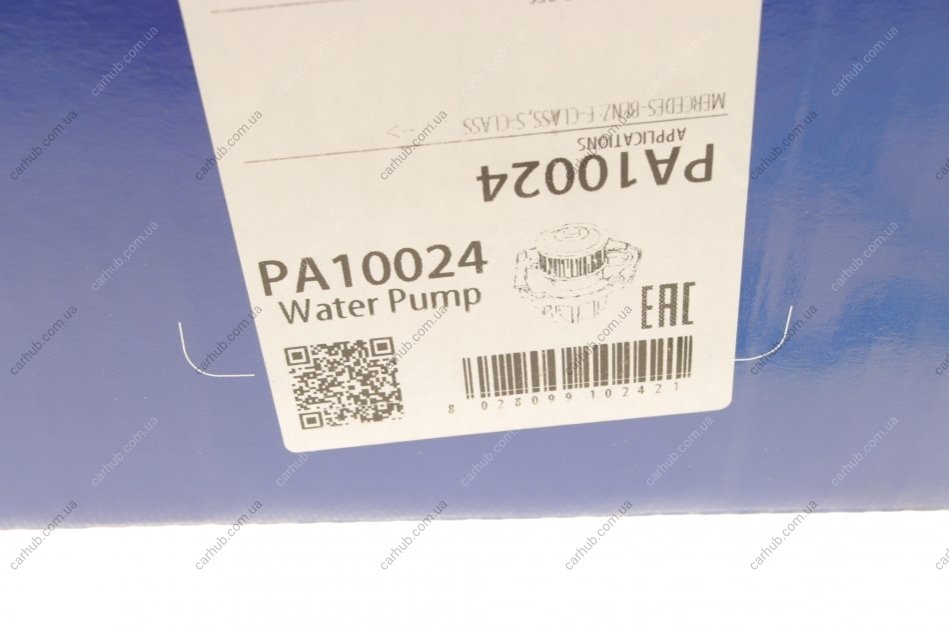 MERCEDES-BENZ E-CLASS, S-CLASS -->
APPLICATIONS
PA10024
PA10024
Water Pump
EAC
8 028099 102421
carhub.com.ua